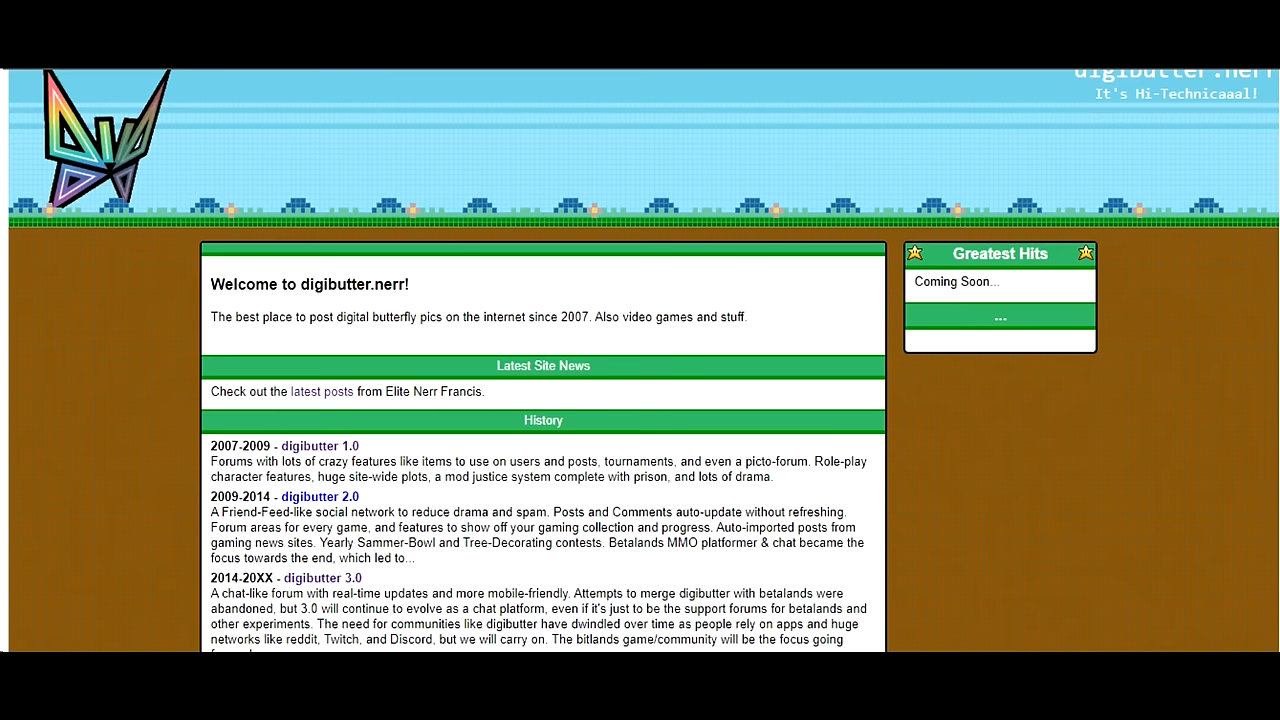 digibutter.nerr
It's Hi-Technicaaal!
Greatest Hits
Coming Soon...
...
Welcome to digibutter.nerr!
The best place to post digital butterfly pics on the internet since 2007. Also video games and stuff.
Latest Site News
Check out the latest posts from Elite Nerr Francis.
History
2007-2009 - digibutter 1.0
Forums with lots of crazy features like items to use on users and posts, tournaments, and even a picto-forum. Role-play
character features, huge site-wide plots, a mod justice system complete with prison, and lots of drama.
2009-2014 - digibutter 2.0
A Friend-Feed-like social network to reduce drama and spam. Posts and Comments auto-update without refreshing.
Forum areas for every game, and features to show off your gaming collection and progress. Auto-imported posts from
gaming news sites. Yearly Sammer-Bowl and Tree-Decorating contests. Betalands MMO platformer & chat became the
focus towards the end, which led to...
2014-20XX - digibutter 3.0
A chat-like forum with real-time updates and more mobile-friendly. Attempts to merge digibutter with betalands were
abandoned, but 3.0 will continue to evolve as a chat platform, even if it's just to be the support forums for betalands and
other experiments. The need for communities like digibutter have dwindled over time as people rely on apps and huge
networks like reddit, Twitch, and Discord, but we will carry on. The bitlands game/community will be the focus going